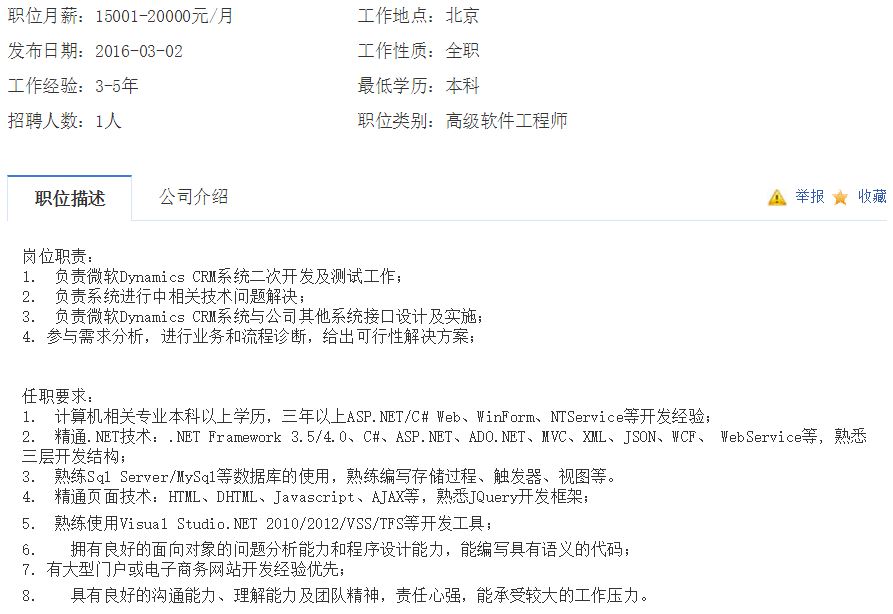 职位月薪：15001-20000元/月 工作地点：北京
发布日期：2016-03-02 工作性质：全职
工作经验：3-5年 最低学历：本科
招聘人数：1人 职位类别：高级软件工程师
职位描述 公司介绍 举报 收藏
岗位职责：
1. 负责微软Dynamics CRM系统二次开发及测试工作；
2. 负责系统进行中相关技术问题解决；
3. 负责微软Dynamics CRM系统与公司其他系统接口设计及实施；
4. 参与需求分析，进行业务和流程诊断，给出可行性解决方案；
任职要求：
1. 计算机相关专业本科以上学历，三年以上ASP.NET/C# Web、WinForm、NTService等开发经验；
2. 精通.NET技术：.NET Framework 3.5/4.0、C#、ASP.NET、ADO.NET、MVC、XML、JSON、WCF、 WebService等, 熟悉
三层开发结构；
3. 熟练Sql Server/MySql等数据库的使用，熟练编写存储过程、触发器、视图等。
4. 精通页面技术：HTML、DHTML、Javascript、AJAX等，熟悉JQuery开发框架；
5. 熟练使用Visual Studio.NET 2010/2012/VSS/TFS等开发工具；
6. 拥有良好的面向对象的问题分析能力和程序设计能力，能编写具有语义的代码；
7. 有大型门户或电子商务网站开发经验优先；
8. 具有良好的沟通能力、理解能力及团队精神，责任心强，能承受较大的工作压力。